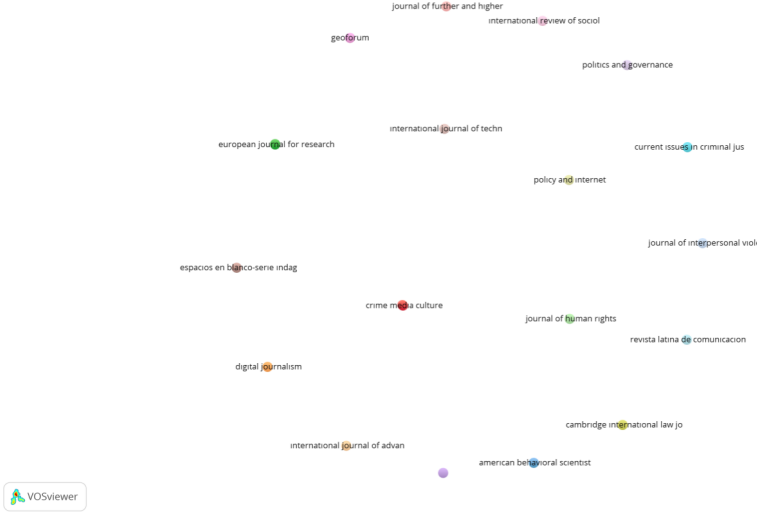 journal of further and higher
international review of sociol
geoforum
politics and governance
international journal of techn
european journal for research
current issues in criminal jus
policy and internet
journal of interpersonal viol
espacios en blanco-serie indag
crime media culture
journal of human rights
revista latina de comunicacion
digital journalism
cambridge international law jo
international journal of advan
american behavioral scientist
VOSviewer